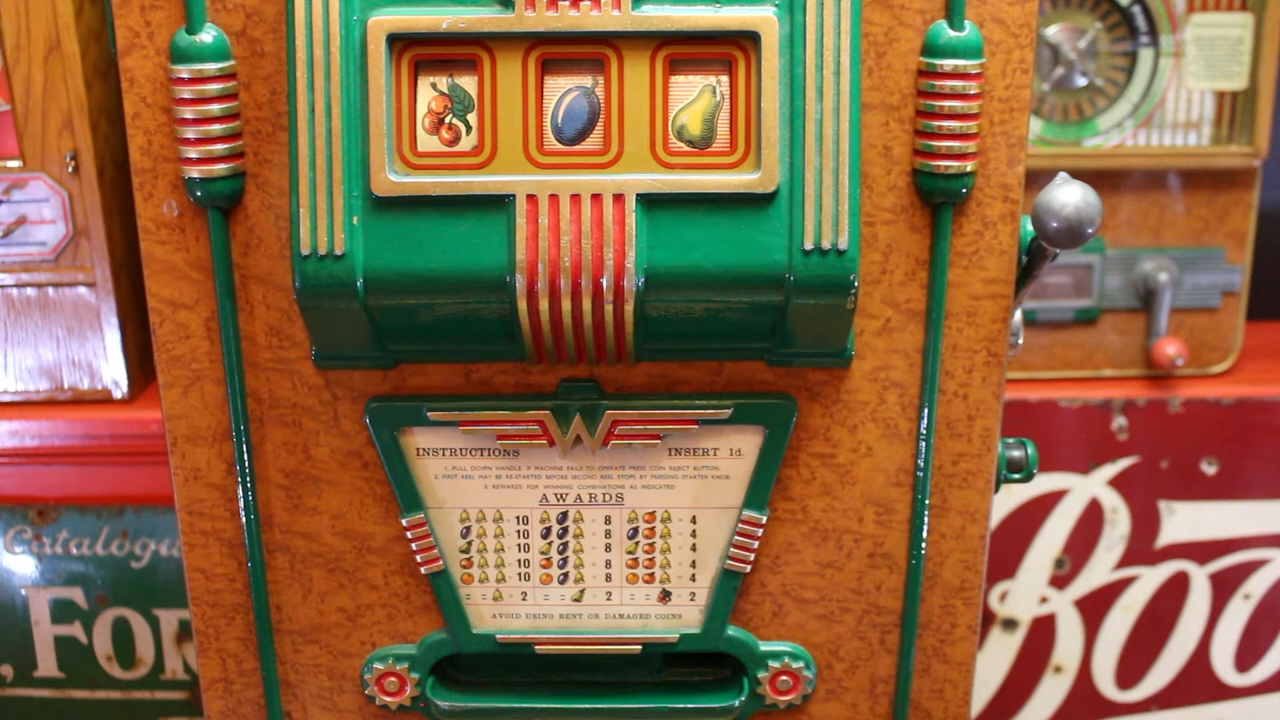 INSTRUCTIONS INSERT 1d.
1. PULL DOWN HANDLE. IF MACHINE FAILS TO OPERATE PRESS COIN REJECT BUTTON.
2. FIRST REEL MAY BE RE-STARTED BEFORE SECOND REEL STOPS BY PRESSING STARTER KNOB.
3. REWARDS FOR WINNING COMBINATIONS AS INDICATED.
AWARDS
10 8 4
10 8 4
10 8 4
10 8 4
10 8 4
= = 2 = = 2 = = 2
AVOID USING BENT OR DAMAGED COINS
Catalogu
, FOR
Boo